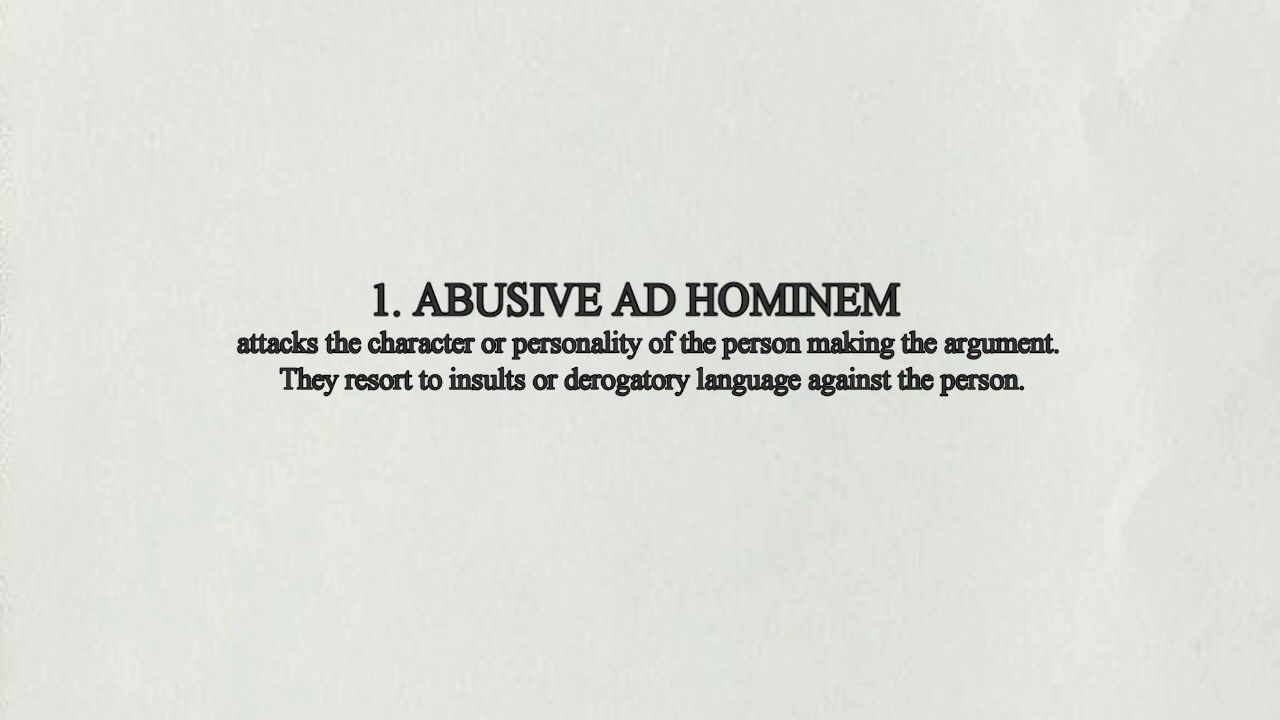 1. ABUSIVE AD HOMINEM
attacks the character or personality of the person making the argument.
They resort to insults or derogatory language against the person.